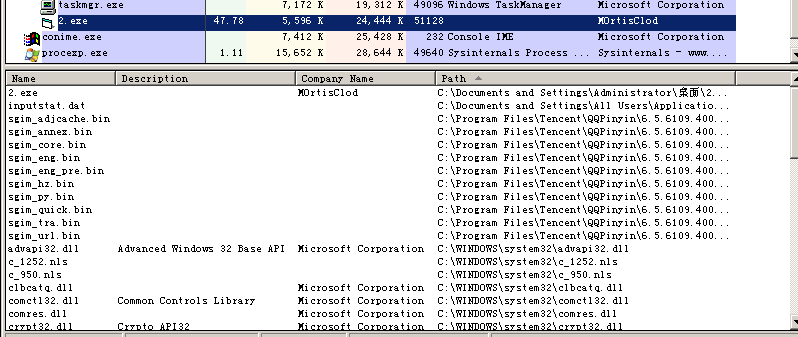 taskmgr.exe 7,172 K 19,312 K 49096 Windows TaskManager Microsoft Corporation
2.exe 47.78 5,596 K 24,444 K 51128 MOrtisClod
conime.exe 7,412 K 25,428 K 232 Console IME Microsoft Corporation
procexp.exe 1.11 15,652 K 28,644 K 49640 Sysinternals Process ... Sysinternals - www....
Name Description Company Name Path
2.exe MOrtisClod C:\Documents and Settings\Administrator\桌面\2...
inputstat.dat C:\Documents and Settings\All Users\Applicatio...
sgim_adjcache.bin C:\Program Files\Tencent\QQPinyin\6.5.6109.400...
sgim_annex.bin C:\Program Files\Tencent\QQPinyin\6.5.6109.400...
sgim_core.bin C:\Program Files\Tencent\QQPinyin\6.5.6109.400...
sgim_eng.bin C:\Program Files\Tencent\QQPinyin\6.5.6109.400...
sgim_eng_pre.bin C:\Program Files\Tencent\QQPinyin\6.5.6109.400...
sgim_hz.bin C:\Program Files\Tencent\QQPinyin\6.5.6109.400...
sgim_py.bin C:\Program Files\Tencent\QQPinyin\6.5.6109.400...
sgim_quick.bin C:\Program Files\Tencent\QQPinyin\6.5.6109.400...
sgim_tra.bin C:\Program Files\Tencent\QQPinyin\6.5.6109.400...
sgim_url.bin C:\Program Files\Tencent\QQPinyin\6.5.6109.400...
advapi32.dll Advanced Windows 32 Base API Microsoft Corporation C:\WINDOWS\system32\advapi32.dll
c_1252.nls C:\WINDOWS\system32\c_1252.nls
c_950.nls C:\WINDOWS\system32\c_950.nls
clbcatq.dll Microsoft Corporation C:\WINDOWS\system32\clbcatq.dll
comctl32.dll Common Controls Library Microsoft Corporation C:\WINDOWS\system32\comctl32.dll
comres.dll Microsoft Corporation C:\WINDOWS\system32\comres.dll
crypt32.dll Crypto API32 Microsoft Corporation C:\WINDOWS\system32\crypt32.dll